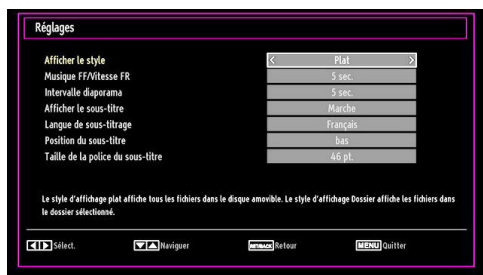 Réglages
Afficher le style < Plat >
Musique FF/Vitesse FR 5 sec.
Intervalle diaporama 5 sec.
Afficher le sous-titre Marche
Langue de sous-titrage Français
Position du sous-titre bas
Taille de la police du sous-titre 46 pt.
Le style d'affichage plat affiche tous les fichiers dans le disque amovible. Le style d'affichage Dossier affiche les fichiers dans
le dossier sélectionné.
Sélect. Naviguer RET/BACK Retour MENU Quitter